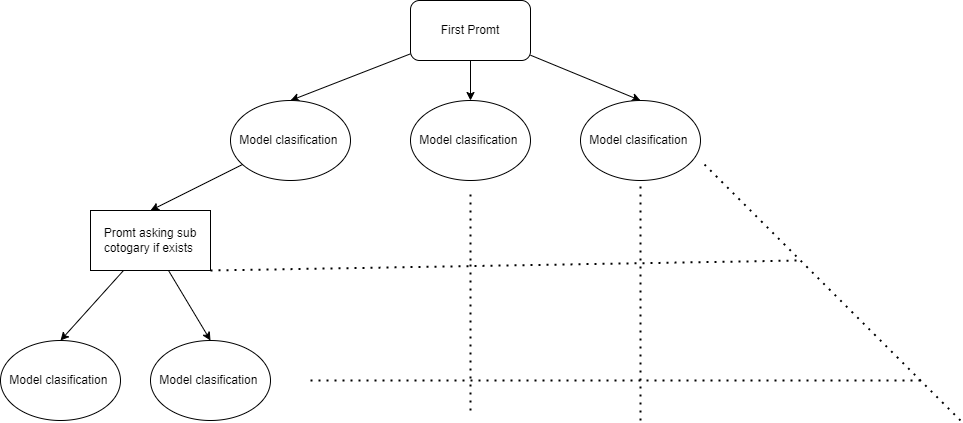 First Promt
Model clasification
Model clasification
Model clasification
Promt asking sub
cotogary if exists
Model clasification
Model clasification